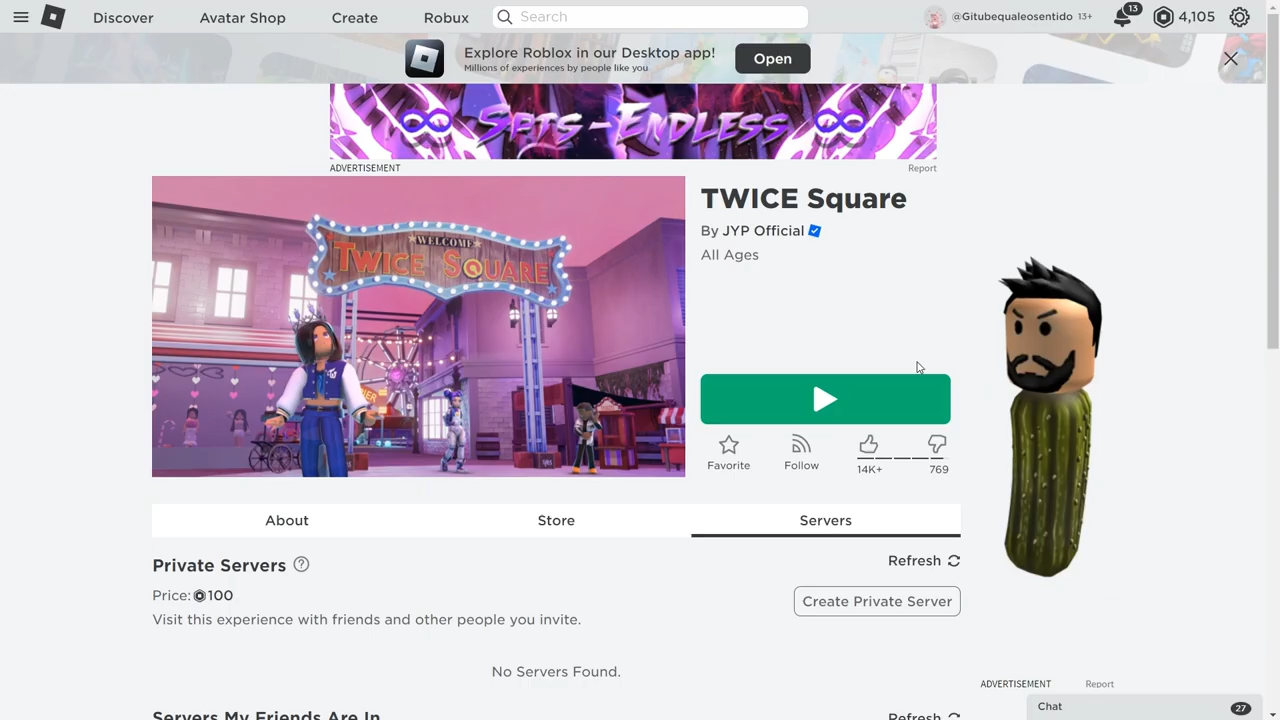 Discover
Avatar Shop
Create
Robux
Search
@Gitubequaleosentido 13+
13
4,105
Explore Roblox in our Desktop app!
Millions of experiences by people like you
Open
SPTS-ENDLESS
ADVERTISEMENT
Report
WELCOME
TWICE SQUARE
TWICE Square
By JYP Official
All Ages
Favorite
Follow
14K+
769
About
Store
Servers
Private Servers
Refresh
Price: 100
Create Private Server
Visit this experience with friends and other people you invite.
No Servers Found.
ADVERTISEMENT
Report
Servers My Friends Are In
Refresh
Chat
27